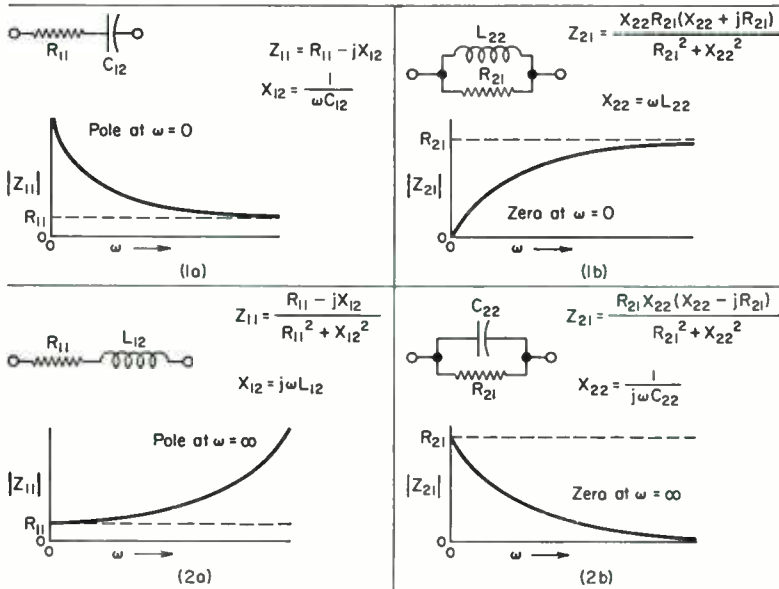 R₁₁ C₁₂
Z₁₁ = R₁₁ – jX₁₂
X₁₂ = 1/ωC₁₂
Pole at ω = 0
|Z₁₁|
R₁₁
0
0
ω →
(1a)
L₂₂
R₂₁
Z₂₁ = X₂₂R₂₁(X₂₂ + jR₂₁)/R₂₁² + X₂₂²
X₂₂ = ωL₂₂
R₂₁
|Z₂₁|
Zero at ω = 0
0
0
ω →
(1b)
Z₁₁ = R₁₁ – jX₁₂/R₁₁² + X₁₂²
R₁₁ L₁₂
X₁₂ = jωL₁₂
Pole at ω = ∞
|Z₁₁|
R₁₁
0
0
ω →
(2a)
C₂₂
R₂₁
Z₂₁ = R₂₁X₂₂(X₂₂ – jR₂₁)/R₂₁² + X₂₂²
X₂₂ = 1/jωC₂₂
R₂₁
|Z₂₁|
Zero at ω = ∞
0
0
ω →
(2b)